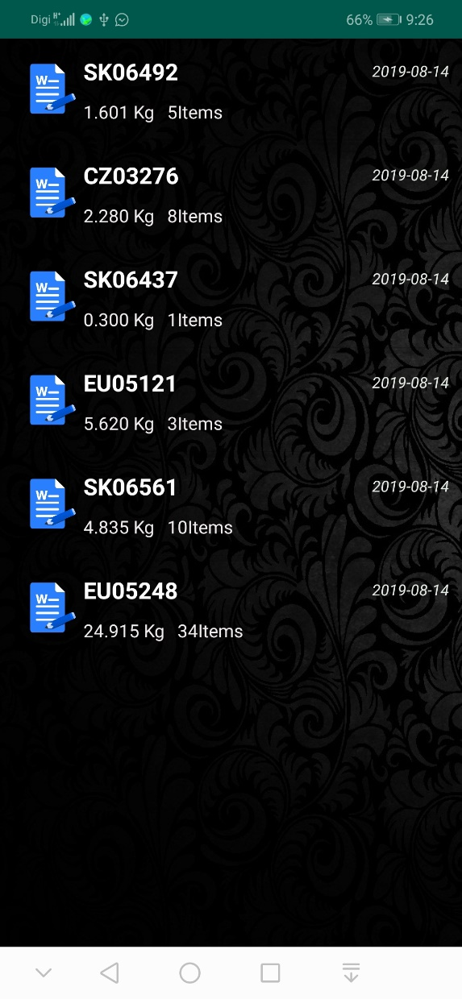 Digi 66% 9:26
SK06492 2019-08-14
1.601 Kg 5Items
CZ03276 2019-08-14
2.280 Kg 8Items
SK06437 2019-08-14
0.300 Kg 1Items
EU05121 2019-08-14
5.620 Kg 3Items
SK06561 2019-08-14
4.835 Kg 10Items
EU05248 2019-08-14
24.915 Kg 34Items